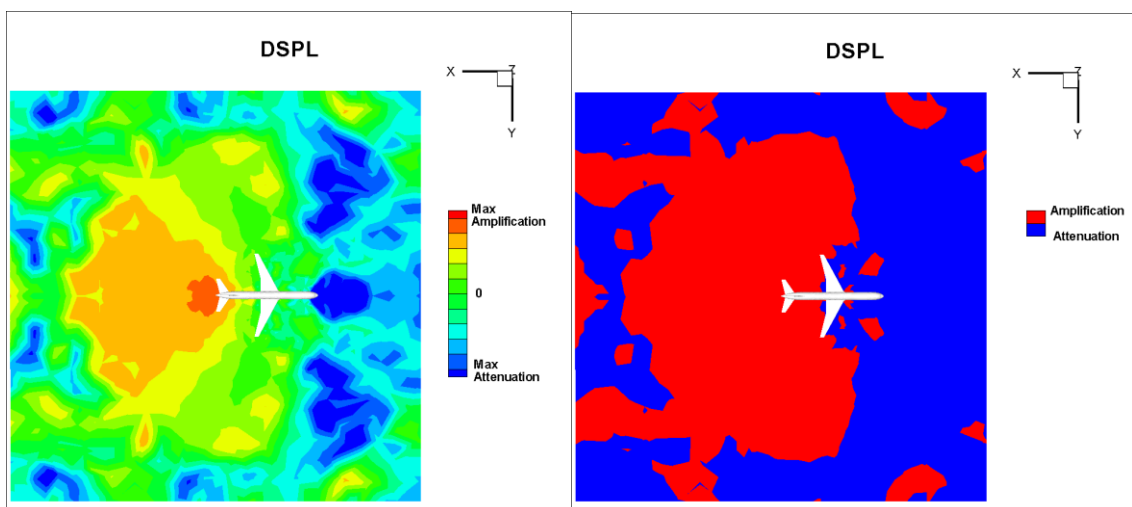 DSPL
X
Z
Y
Max
Amplification
0
Max
Attenuation
DSPL
X
Z
Y
Amplification
Attenuation